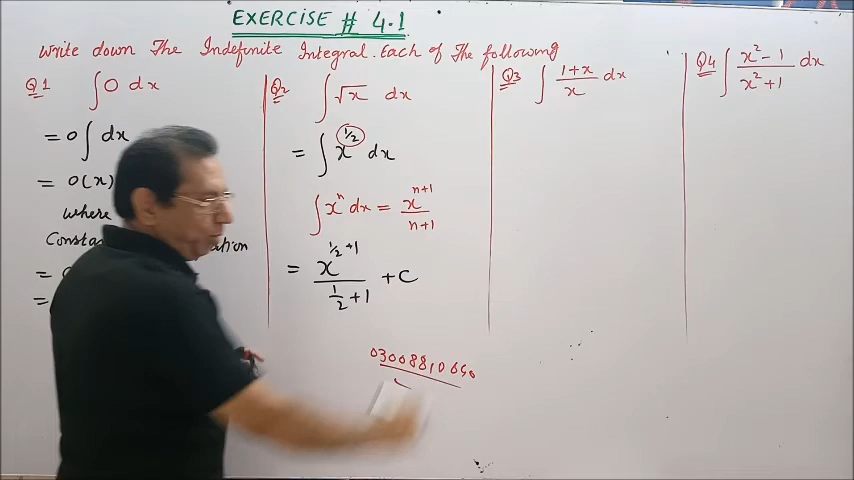 EXERCISE # 4.1
Write down The Indefinite Integral. Each of The following
Q1 ∫0 dx
= 0∫dx
= 0(x)
where
= 0
=
Q2 ∫√x dx
= ∫x^{1/2} dx
∫x^n dx = x^{n+1}/n+1
= x^{1/2+1}/{1/2+1} + C
03008810650
Q3 ∫ 1+x/x dx
Q4 ∫ x²-1/x²+1 dx